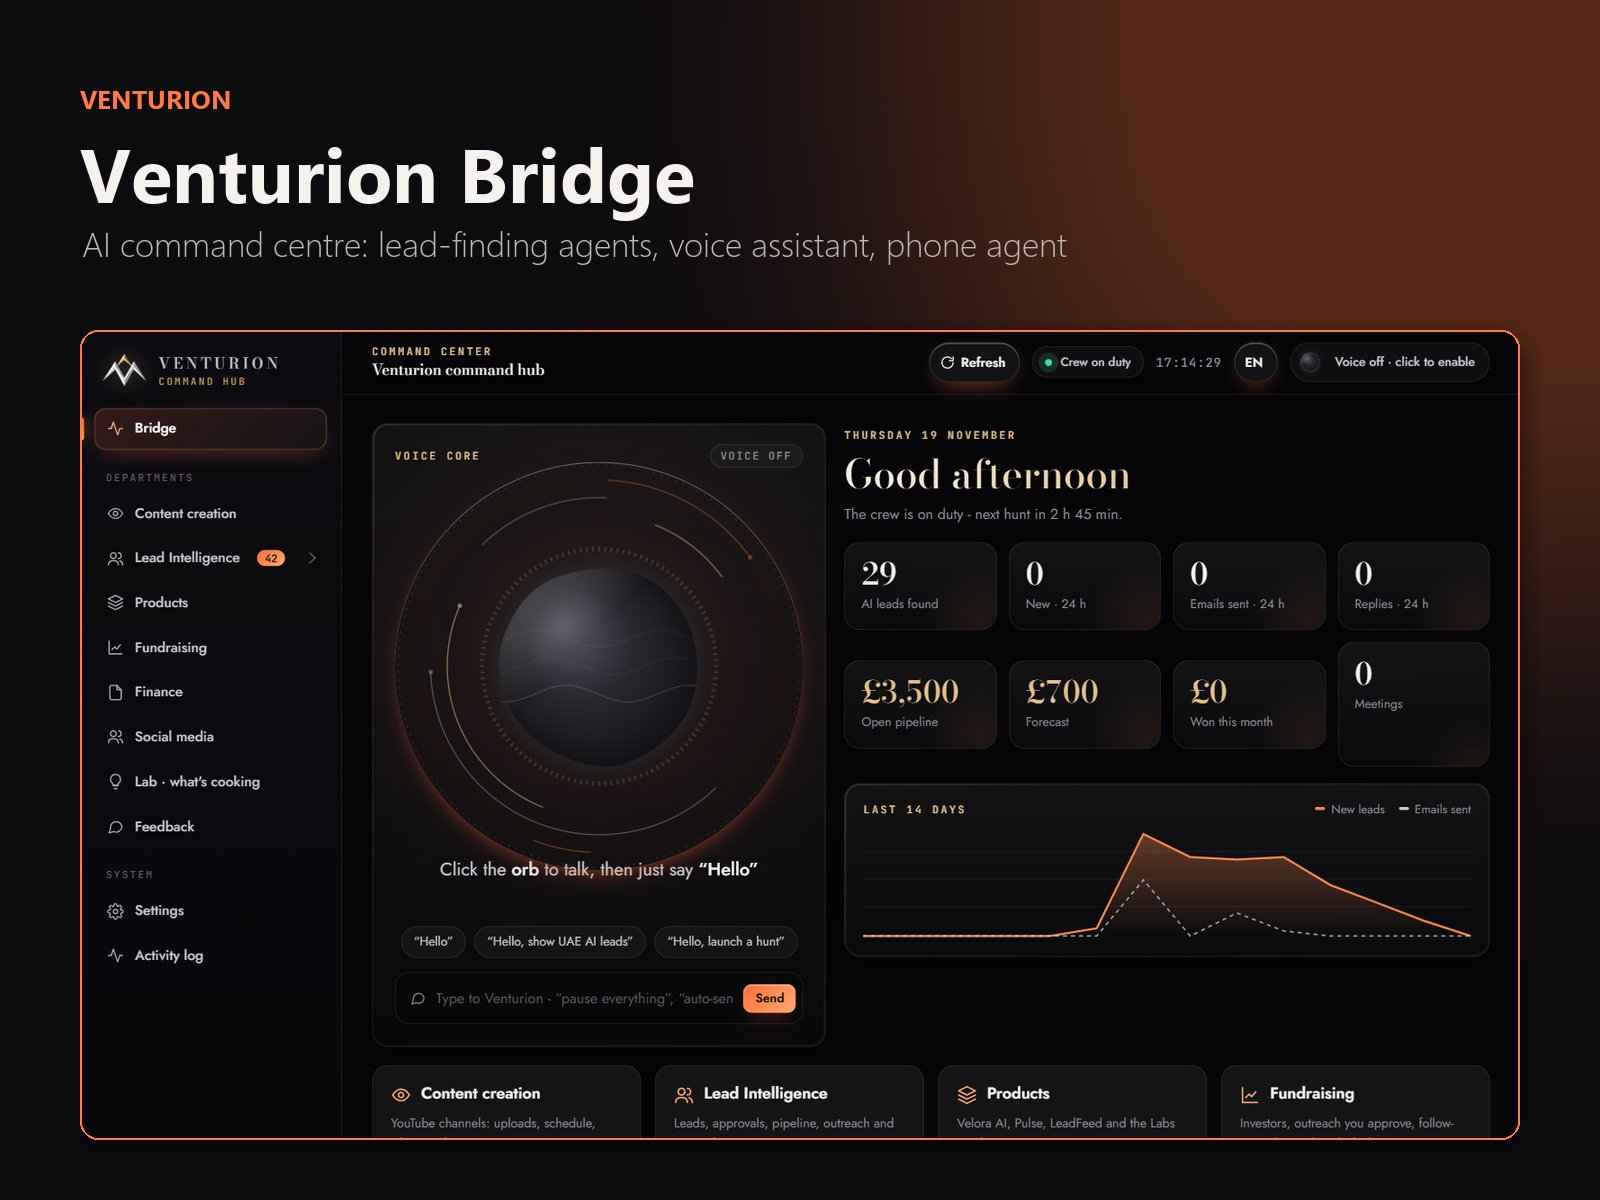 VENTURION
Venturion Bridge
AI command centre: lead-finding agents, voice assistant, phone agent
VENTURION
COMMAND HUB
Bridge
DEPARTMENTS
Content creation
Lead Intelligence 42
Products
Fundraising
Finance
Social media
Lab · what's cooking
Feedback
SYSTEM
Settings
Activity log
COMMAND CENTER
Venturion command hub
Refresh
Crew on duty
17:14:29
EN
Voice off · click to enable
VOICE CORE
VOICE OFF
Click the orb to talk, then just say “Hello”
“Hello”
“Hello, show UAE AI leads”
“Hello, launch a hunt”
Type to Venturion - “pause everything”, “auto-sen
Send
THURSDAY 19 NOVEMBER
Good afternoon
The crew is on duty - next hunt in 2 h 45 min.
29
AI leads found
0
New · 24 h
0
Emails sent · 24 h
0
Replies · 24 h
£3,500
Open pipeline
£700
Forecast
£0
Won this month
0
Meetings
LAST 14 DAYS
New leads
Emails sent
Content creation
YouTube channels: uploads, schedule,
Lead Intelligence
Leads, approvals, pipeline, outreach and
Products
Velora AI, Pulse, LeadFeed and the Labs
Fundraising
Investors, outreach you approve, follow-